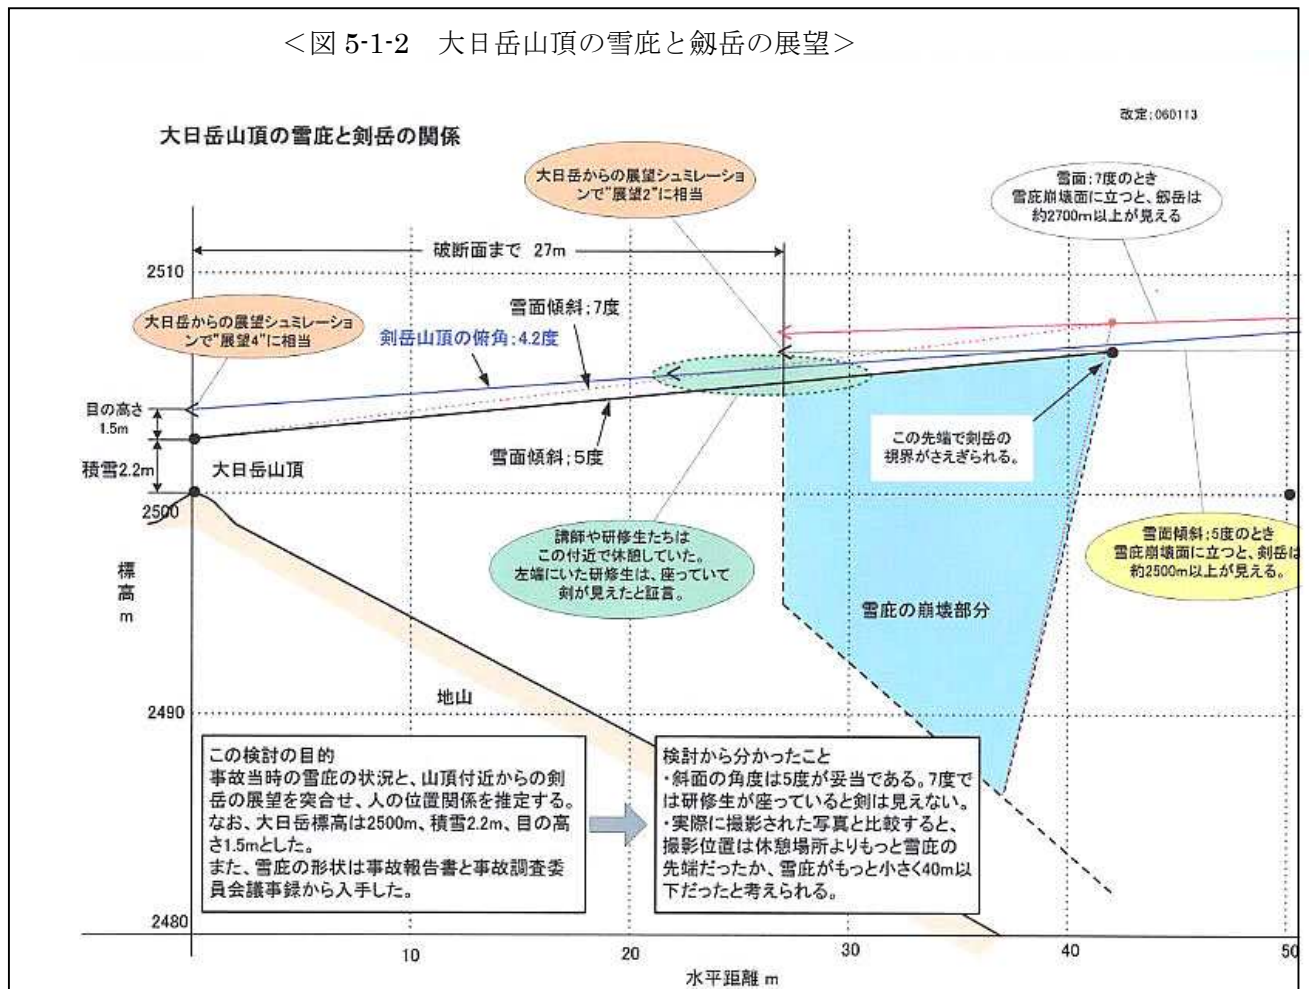 ＜図 5-1-2　大日岳山頂の雪庇と劔岳の展望＞
改定；060113
大日岳山頂の雪庇と剣岳の関係
大日岳からの展望シュミレーショ
ンで"展望2"に相当
雪面；7度のとき
雪庇崩壊面に立つと、劔岳は
約2700m以上が見える
破断面まで 27m
2510
大日岳からの展望シュミレーショ
ンで"展望4"に相当
雪面傾斜；7度
剣岳山頂の俯角；4.2度
目の高さ
1.5m
積雪2.2m
大日岳山頂
雪面傾斜；5度
この先端で剣岳の
視界がさえぎられる。
2500
講師や研修生たちは
この付近で休憩していた。
左端にいた研修生は、座っていて
剣が見えたと証言。
雪面傾斜；5度のとき
雪庇崩壊面に立つと、剣岳は
約2500m以上が見える。
標高 m
雪庇の崩壊部分
地山
2490
この検討の目的
事故当時の雪庇の状況と、山頂付近からの剣
岳の展望を突合せ、人の位置関係を推定する。
なお、大日岳標高は2500m、積雪2.2m、目の高
さ1.5mとした。
また、雪庇の形状は事故報告書と事故調査委
員会議事録から入手した。
検討から分かったこと
・斜面の角度は5度が妥当である。7度で
は研修生が座っていると剣は見えない。
・実際に撮影された写真と比較すると、
撮影位置は休憩場所よりもっと雪庇の
先端だったか、雪庇がもっと小さく40m以
下だったと考えられる。
2480
10
20
30
40
50
水平距離 m